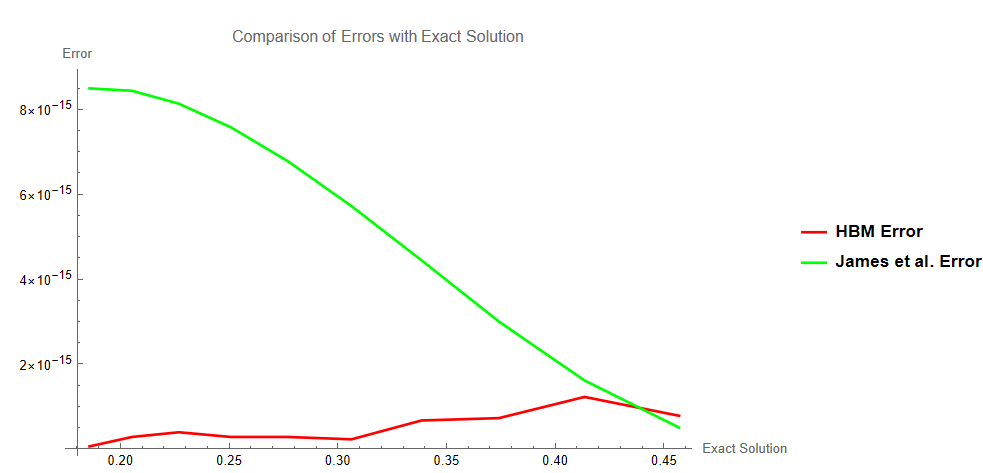 Comparison of Errors with Exact Solution
Error
8×10⁻¹⁵
6×10⁻¹⁵
4×10⁻¹⁵
2×10⁻¹⁵
0.20 0.25 0.30 0.35 0.40 0.45
Exact Solution
HBM Error
James et al. Error